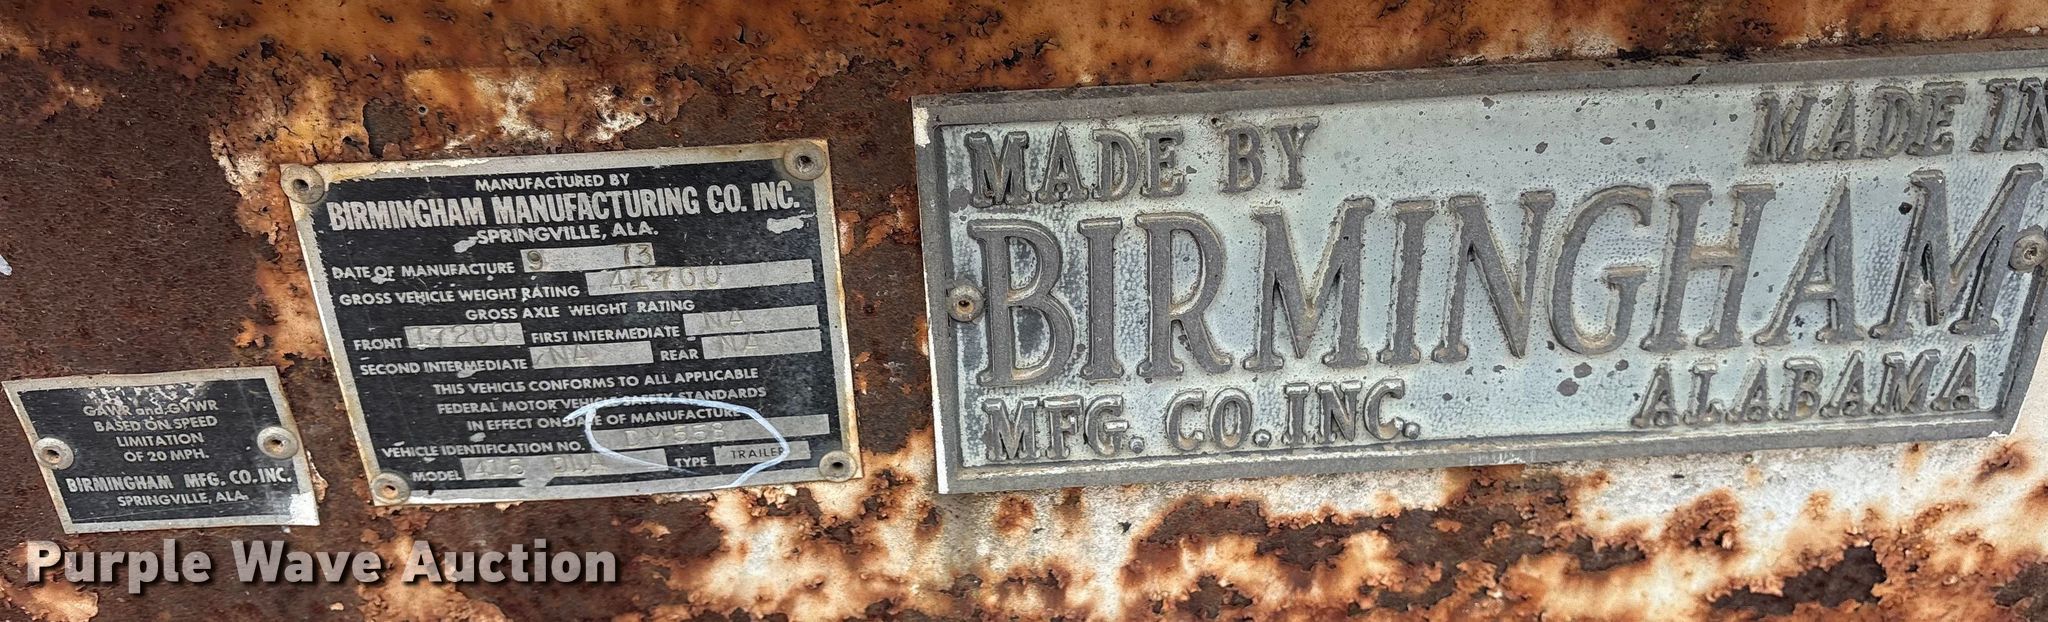 GAWR and GVWR
BASED ON SPEED
LIMITATION
OF 20 MPH.
BIRMINGHAM MFG. CO. INC.
SPRINGVILLE, ALA.
MANUFACTURED BY
BIRMINGHAM MANUFACTURING CO. INC.
SPRINGVILLE, ALA.
DATE OF MANUFACTURE 9 73
GROSS VEHICLE WEIGHT RATING 41700
GROSS AXLE WEIGHT RATING
FRONT 17200 FIRST INTERMEDIATE NA
SECOND INTERMEDIATE NA REAR NA
THIS VEHICLE CONFORMS TO ALL APPLICABLE
FEDERAL MOTOR VEHICLE SAFETY STANDARDS
IN EFFECT ON DATE OF MANUFACTURE
VEHICLE IDENTIFICATION NO.
MODEL TYPE TRAILER
MADE BY
BIRMINGHAM
MFG. CO. INC.
MADE IN
ALABAMA
Purple Wave Auction